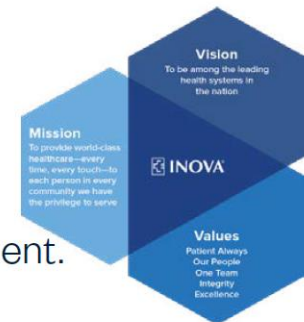 Vision
To be among the leading
health systems in
the nation
Mission
To provide world-class
healthcare—every
time, every touch—to
each person in every
community we have
the privilege to serve
INOVA
ent.
Values
Patient Always
Our People
One Team
Integrity
Excellence